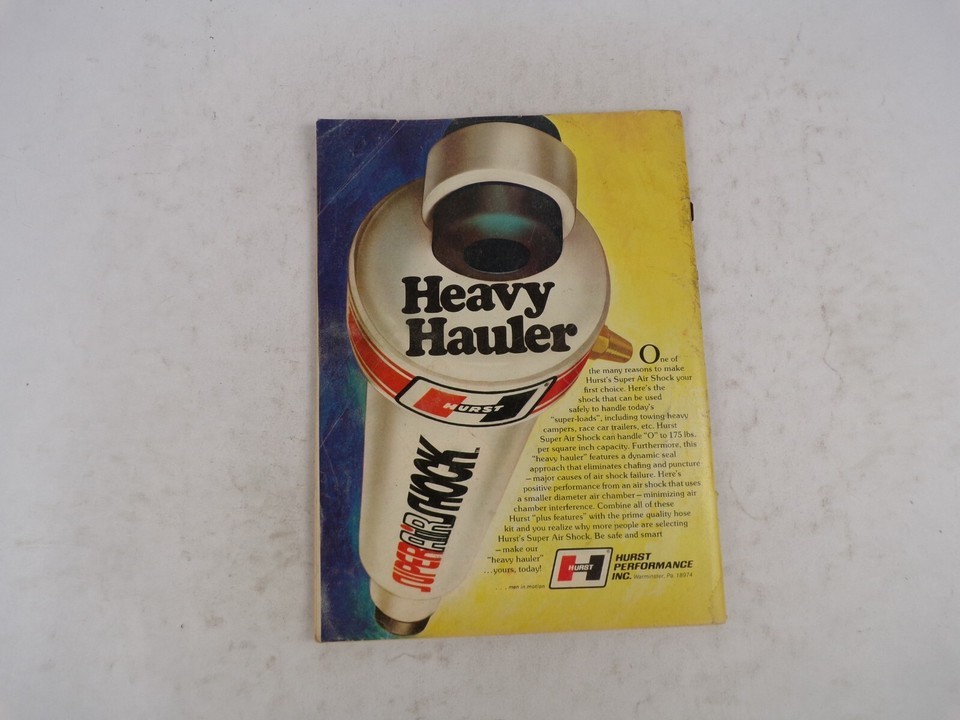 Heavy
Hauler
HURST
SUPER AIR SHOCK
One of
the many reasons to make
Hurst's Super Air Shock your
first choice. Here's the
shock that can be used
safely to handle today's
"super-loads", including towing heavy
campers, race car trailers, etc. Hurst
Super Air Shock can handle "O" to 175 lbs.
per square inch capacity. Furthermore, this
"heavy hauler" features a dynamic seal
approach that eliminates chafing and puncture
—major causes of air shock failure. Here's
positive performance from an air shock that uses
a smaller diameter air chamber—minimizing air
chamber interference. Combine all of these
Hurst "plus features" with the prime quality hose
kit and you realize why more people are selecting
Hurst's Super Air Shock. Be safe and smart
—make our
"heavy hauler"
...yours, today!
... men in motion
HURST
HURST
PERFORMANCE
INC. Warminster, Pa. 18974